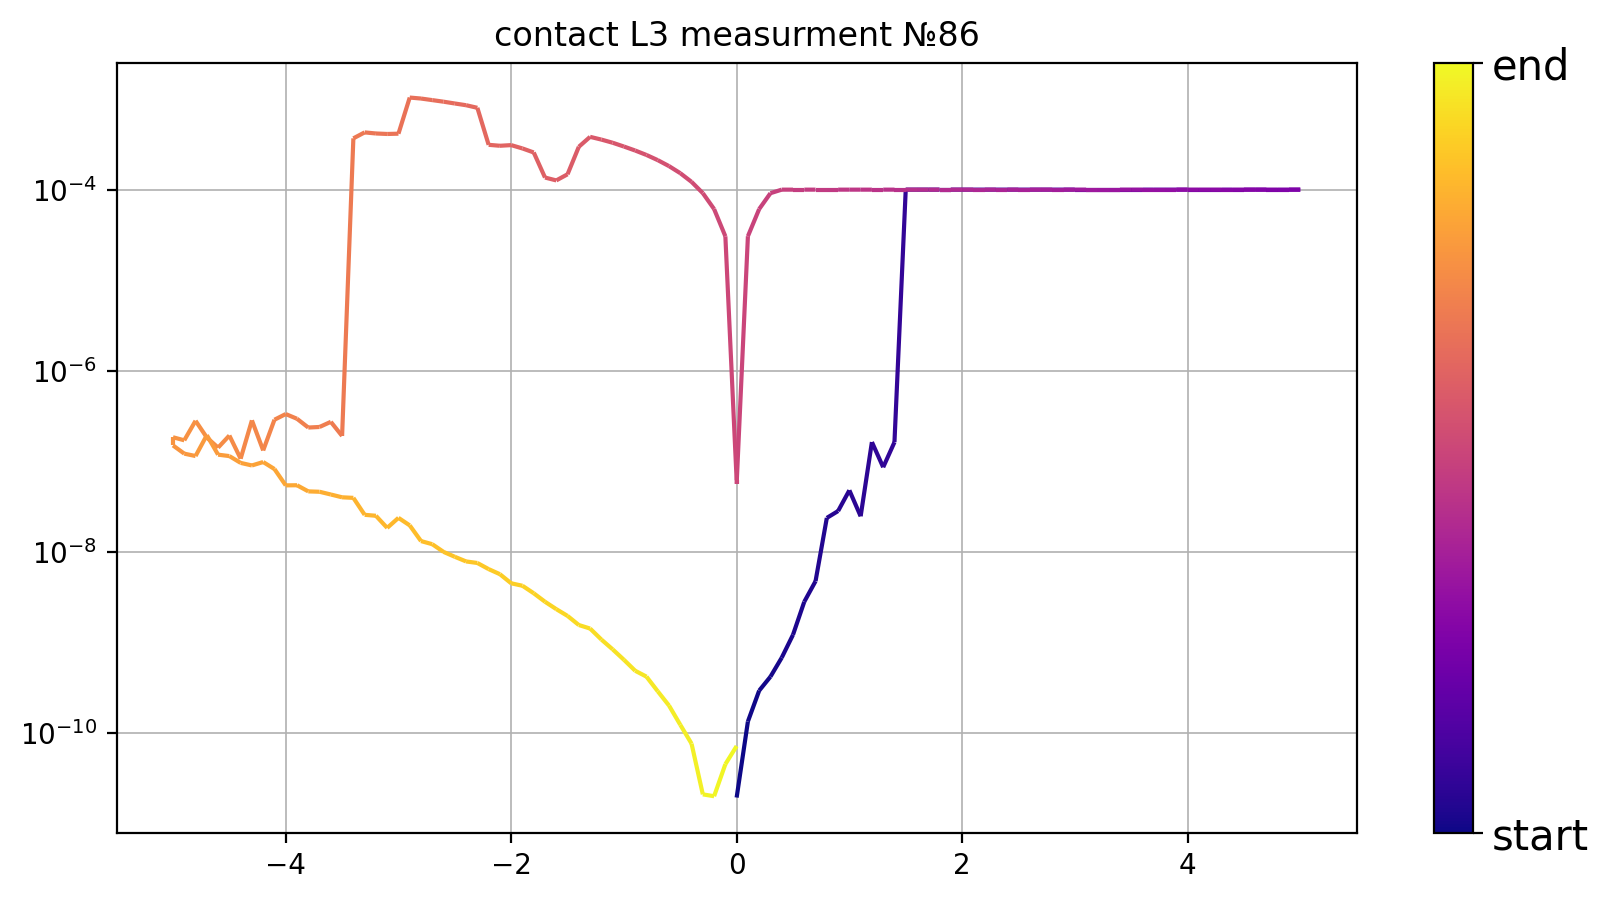 contact L3 measurment №86
end
10⁻⁴
10⁻⁶
10⁻⁸
10⁻¹⁰
−4 −2 0 2 4
start